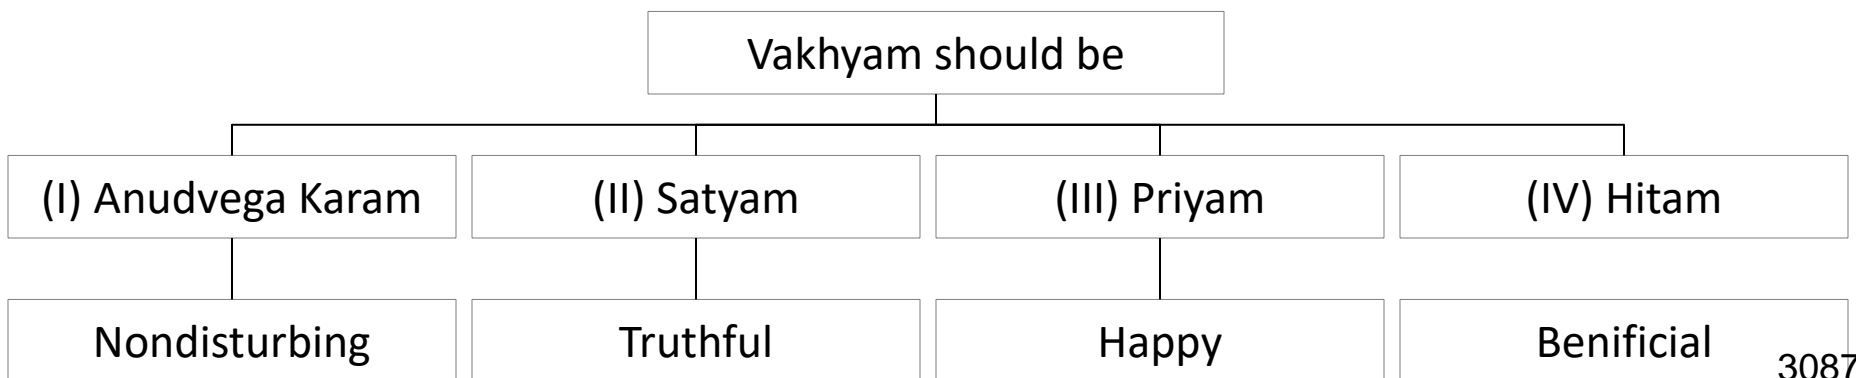 Vakhyam should be
(I) Anudvega Karam
(II) Satyam
(III) Priyam
(IV) Hitam
Nondisturbing
Truthful
Happy
Benificial
3087